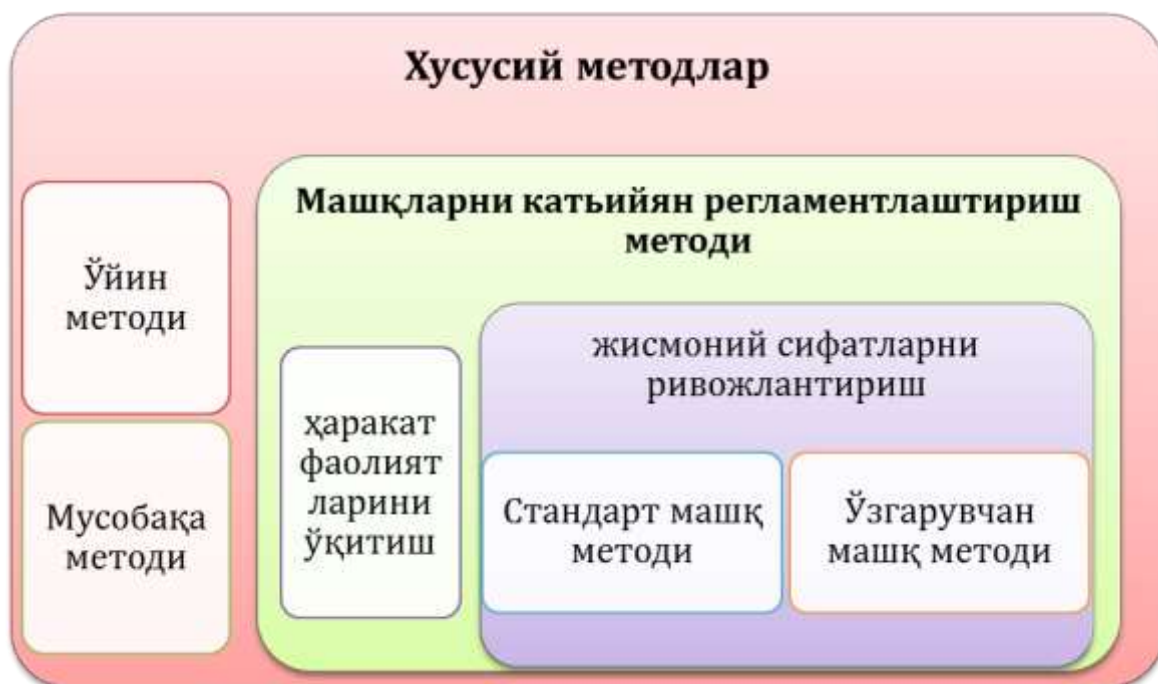 Хусусий методлар
Ўйин
методи
Мусобақа
методи
Машқларни катьийян регламентлаштириш
методи
ҳаракат
фаолият
ларини
ўқитиш
жисмоний сифатларни
ривожлантириш
Стандарт машқ
методи
Ўзгарувчан
машқ методи